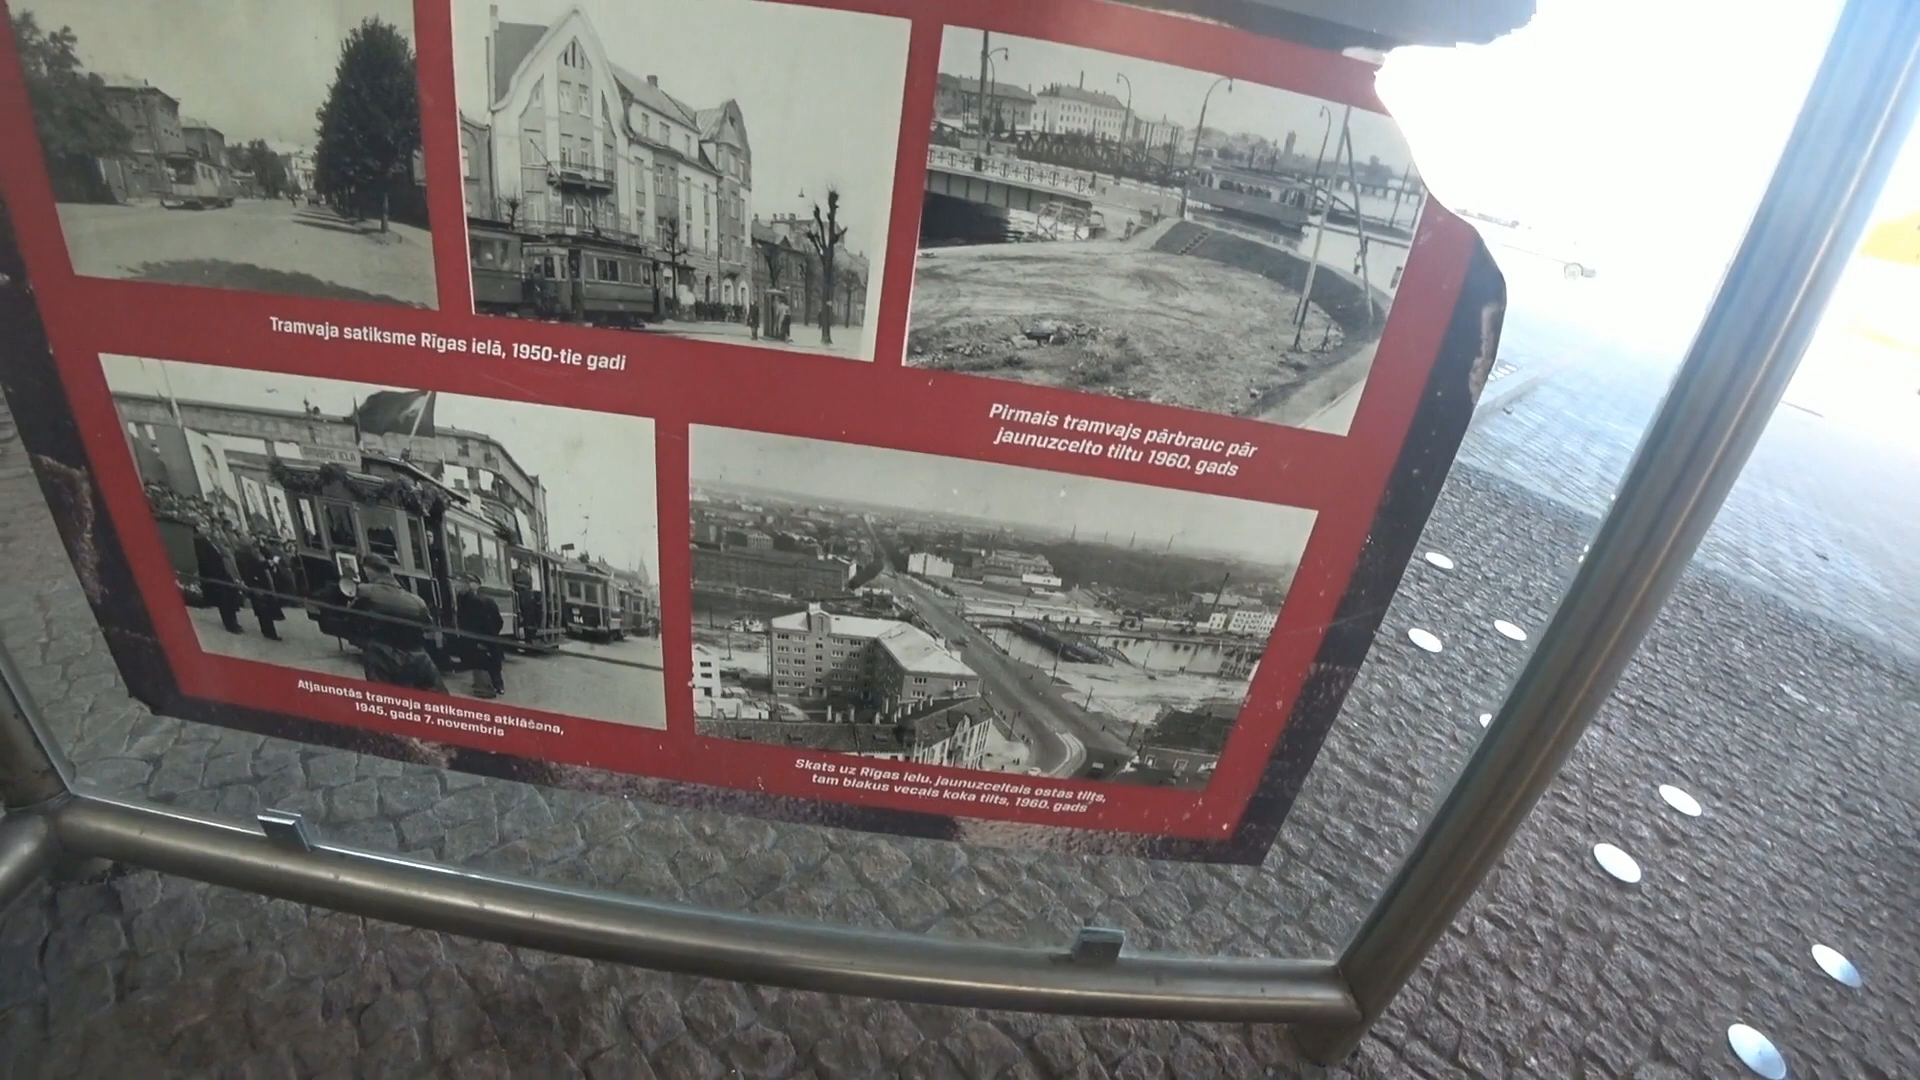 Tramvaja satiksme Rīgas ielā, 1950-tie gadi
Pirmais tramvajs pārbrauc pār
jaunuzcelto tiltu 1960. gads
Atjaunotās tramvaja satiksmes atklāšana,
1945. gada 7. novembris
Skats uz Rīgas ielu, jaunuzceltais ostas tilts,
tam blakus vecais koka tilts, 1960. gads